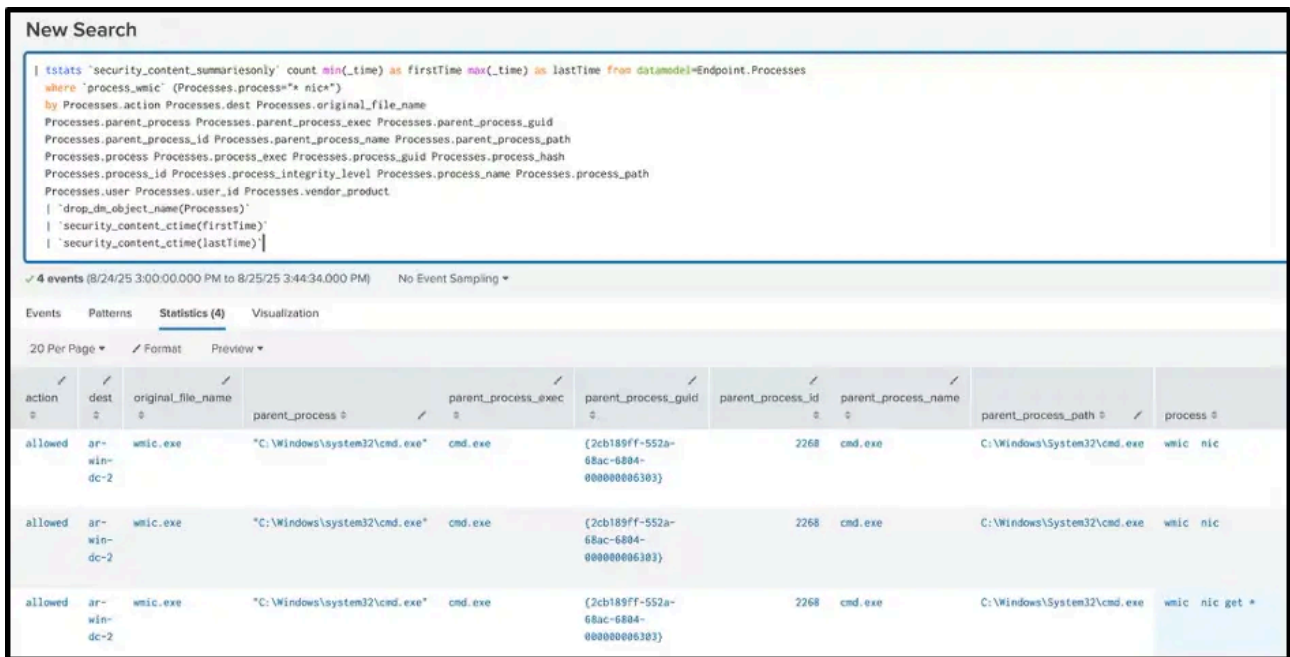 New Search
| tstats `security_content_summariesonly` count min(_time) as firstTime max(_time) as lastTime from datamodel=Endpoint.Processes
where `process_wmic` (Processes.process="* nic*")
by Processes.action Processes.dest Processes.original_file_name
Processes.parent_process Processes.parent_process_exec Processes.parent_process_guid
Processes.parent_process_id Processes.parent_process_name Processes.parent_process_path
Processes.process Processes.process_exec Processes.process_guid Processes.process_hash
Processes.process_id Processes.process_integrity_level Processes.process_name Processes.process_path
Processes.user Processes.user_id Processes.vendor_product
| `drop_dm_object_name(Processes)`
| `security_content_ctime(firstTime)`
| `security_content_ctime(lastTime)`
4 events (8/24/25 3:00:00.000 PM to 8/25/25 3:44:34.000 PM) No Event Sampling
Events Patterns Statistics (4) Visualization
20 Per Page Format Preview
action dest original_file_name parent_process parent_process_exec parent_process_guid parent_process_id parent_process_name parent_process_path process
allowed ar- wmic.exe "C:\Windows\system32\cmd.exe" cmd.exe {2cb189ff-552a- 2268 cmd.exe C:\Windows\System32\cmd.exe wmic nic
win- 68ac-6804-
dc-2 000000006303}
allowed ar- wmic.exe "C:\Windows\system32\cmd.exe" cmd.exe {2cb189ff-552a- 2268 cmd.exe C:\Windows\System32\cmd.exe wmic nic
win- 68ac-6804-
dc-2 000000006303}
allowed ar- wmic.exe "C:\Windows\system32\cmd.exe" cmd.exe {2cb189ff-552a- 2268 cmd.exe C:\Windows\System32\cmd.exe wmic nic get *
win- 68ac-6804-
dc-2 000000006303}